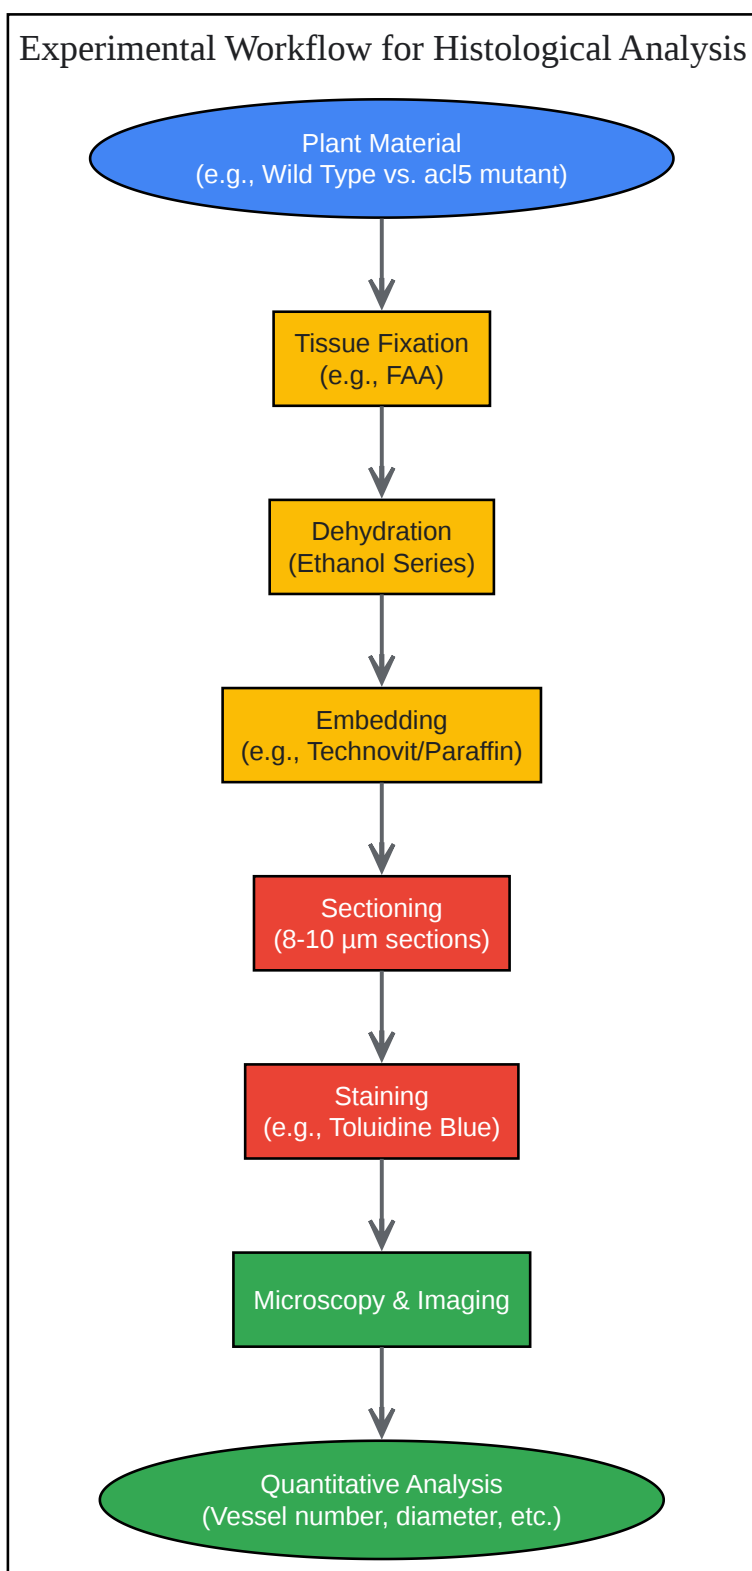 Experimental Workflow for Histological Analysis
Plant Material
(e.g., Wild Type vs. acl5 mutant)
Tissue Fixation
(e.g., FAA)
Dehydration
(Ethanol Series)
Embedding
(e.g., Technovit/Paraffin)
Sectioning
(8-10 µm sections)
Staining
(e.g., Toluidine Blue)
Microscopy & Imaging
Quantitative Analysis
(Vessel number, diameter, etc.)